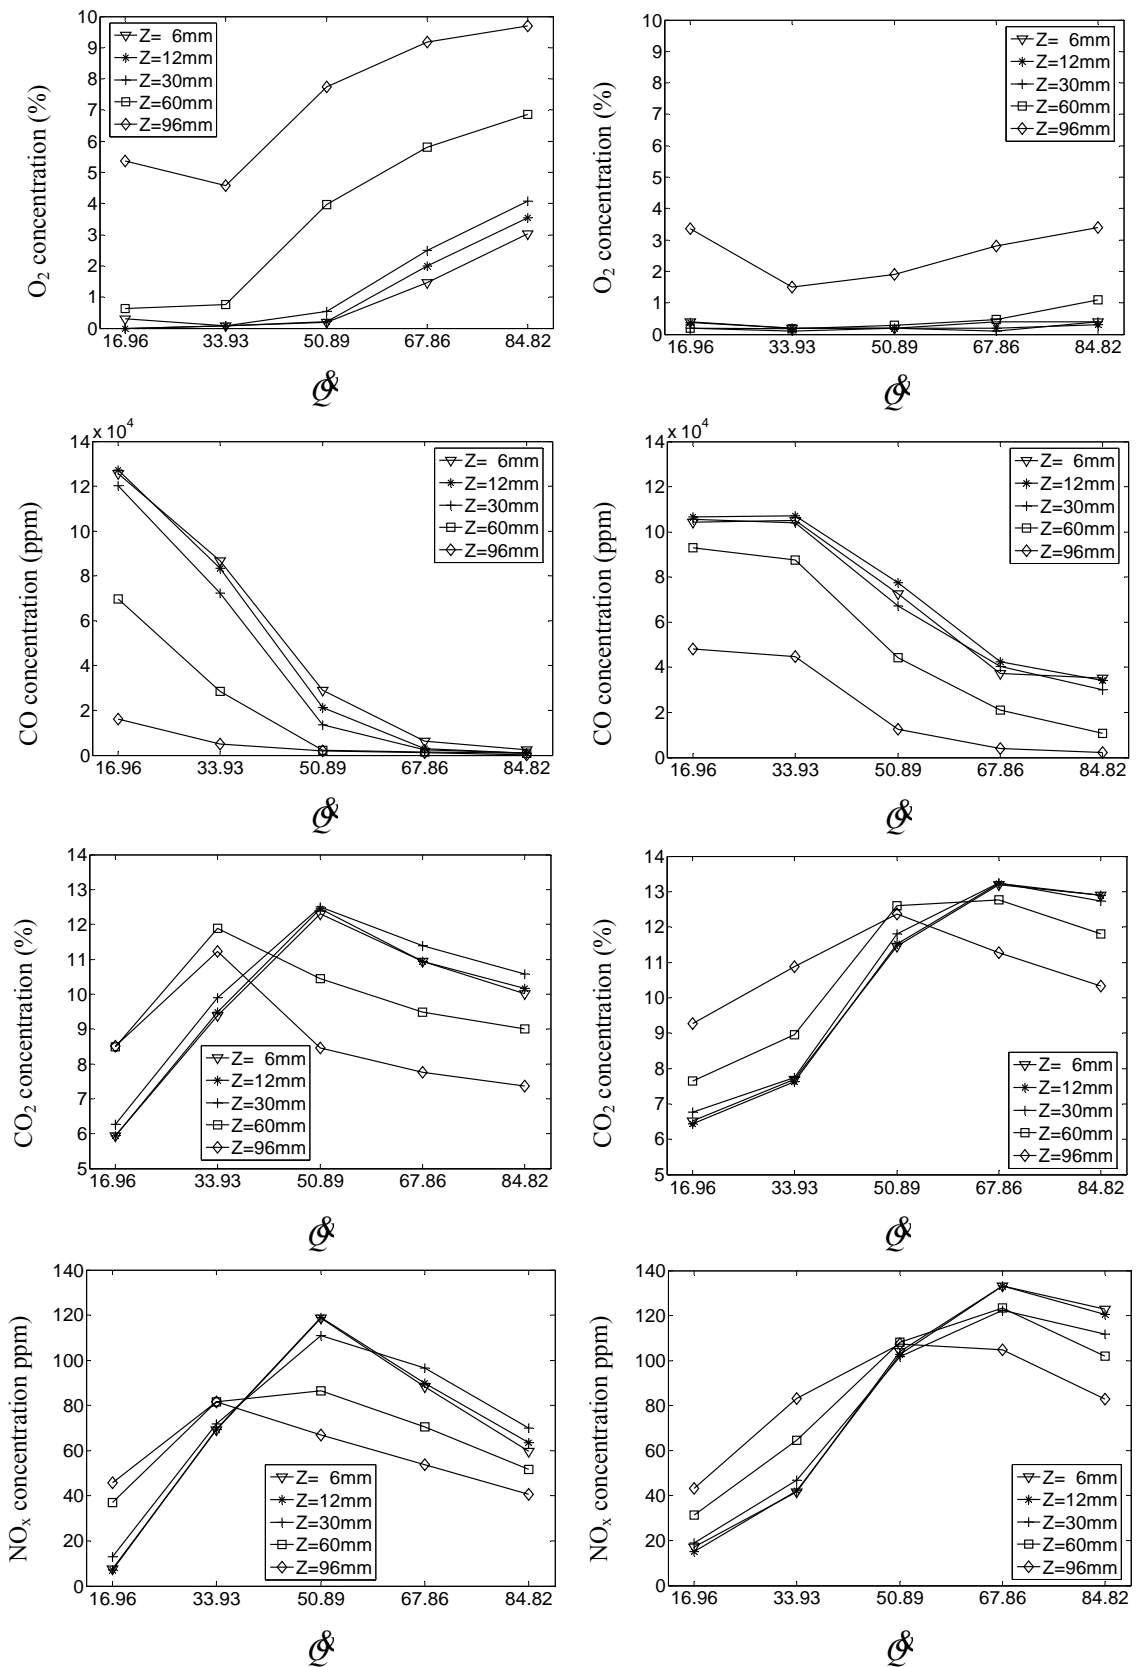 O2 concentration (%)
10
9
8
7
6
5
4
3
2
1
0
Z= 6mm
Z=12mm
Z=30mm
Z=60mm
Z=96mm
16.96 33.93 50.89 67.86 84.82
O2 concentration (%)
10
9
8
7
6
5
4
3
2
1
0
Z= 6mm
Z=12mm
Z=30mm
Z=60mm
Z=96mm
16.96 33.93 50.89 67.86 84.82
CO concentration (ppm)
x 10^4
14
12
10
8
6
4
2
0
Z= 6mm
Z=12mm
Z=30mm
Z=60mm
Z=96mm
16.96 33.93 50.89 67.86 84.82
CO concentration (ppm)
x 10^4
14
12
10
8
6
4
2
0
Z= 6mm
Z=12mm
Z=30mm
Z=60mm
Z=96mm
16.96 33.93 50.89 67.86 84.82
CO2 concentration (%)
14
13
12
11
10
9
8
7
6
5
Z= 6mm
Z=12mm
Z=30mm
Z=60mm
Z=96mm
16.96 33.93 50.89 67.86 84.82
CO2 concentration (%)
14
13
12
11
10
9
8
7
6
5
Z= 6mm
Z=12mm
Z=30mm
Z=60mm
Z=96mm
16.96 33.93 50.89 67.86 84.82
NOx concentration ppm)
140
120
100
80
60
40
20
0
Z= 6mm
Z=12mm
Z=30mm
Z=60mm
Z=96mm
16.96 33.93 50.89 67.86 84.82
NOx concentration ppm)
140
120
100
80
60
40
20
0
Z= 6mm
Z=12mm
Z=30mm
Z=60mm
Z=96mm
16.96 33.93 50.89 67.86 84.82